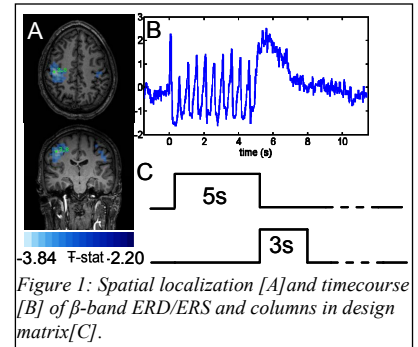 A
B
3
2
1
0
-1
-2
0 2 4 6 8 10
time (s)
C
5s
3s
-3.84 T-stat -2.20
Figure 1: Spatial localization [A]and timecourse
[B] of β-band ERD/ERS and columns in design
matrix[C].